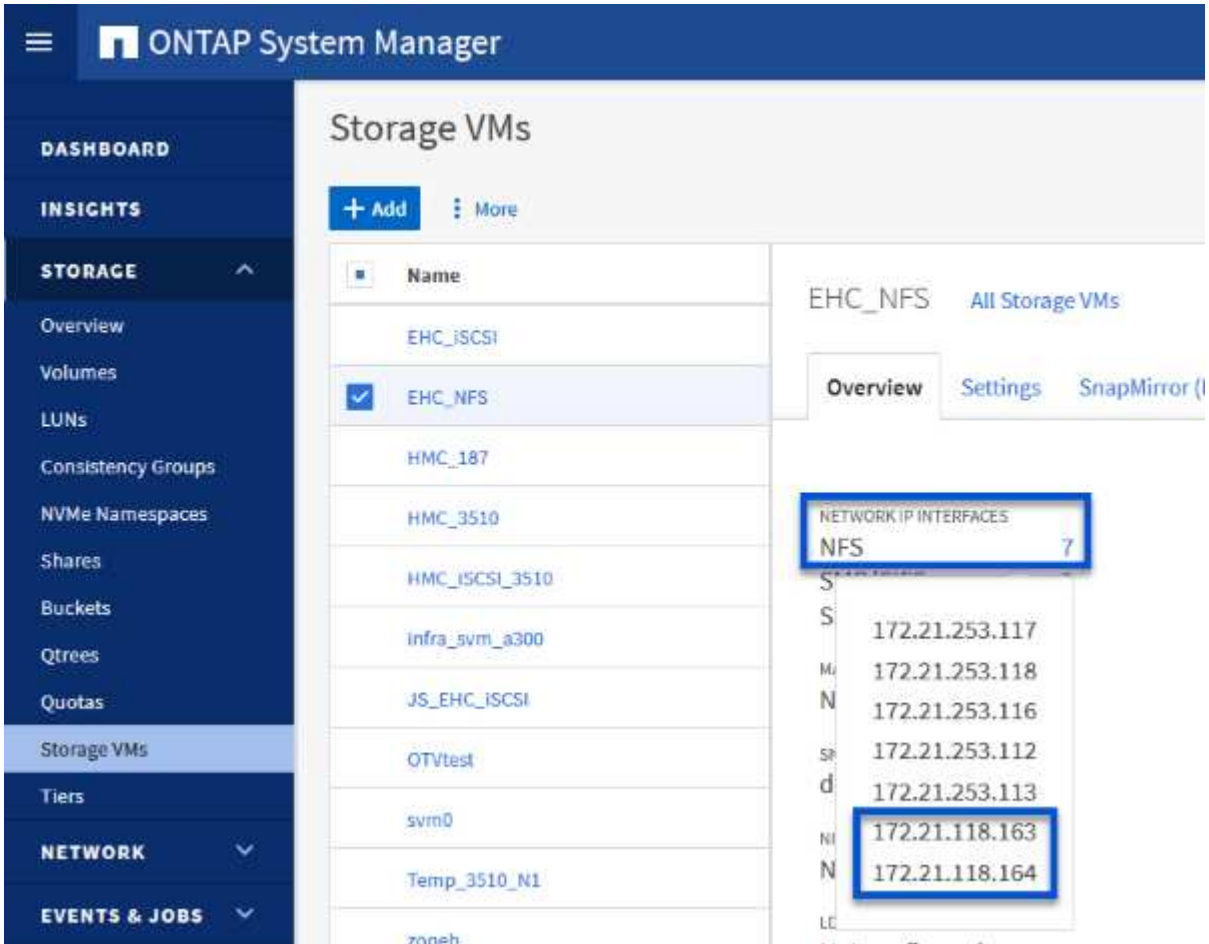 ONTAP System Manager
DASHBOARD
INSIGHTS
STORAGE
Overview
Volumes
LUNs
Consistency Groups
NVMe Namespaces
Shares
Buckets
Qtrees
Quotas
Storage VMs
Tiers
NETWORK
EVENTS & JOBS
Storage VMs
+ Add
More
Name
EHC_iSCSI
EHC_NFS
HMC_187
HMC_3510
HMC_iSCSI_3510
infra_svm_a300
JS_EHC_iSCSI
OTVtest
svm0
Temp_3510_N1
zoneb
EHC_NFS All Storage VMs
Overview Settings SnapMirror (
NETWORK IP INTERFACES
NFS 7
172.21.253.117
172.21.253.118
172.21.253.116
172.21.253.112
172.21.253.113
172.21.118.163
172.21.118.164